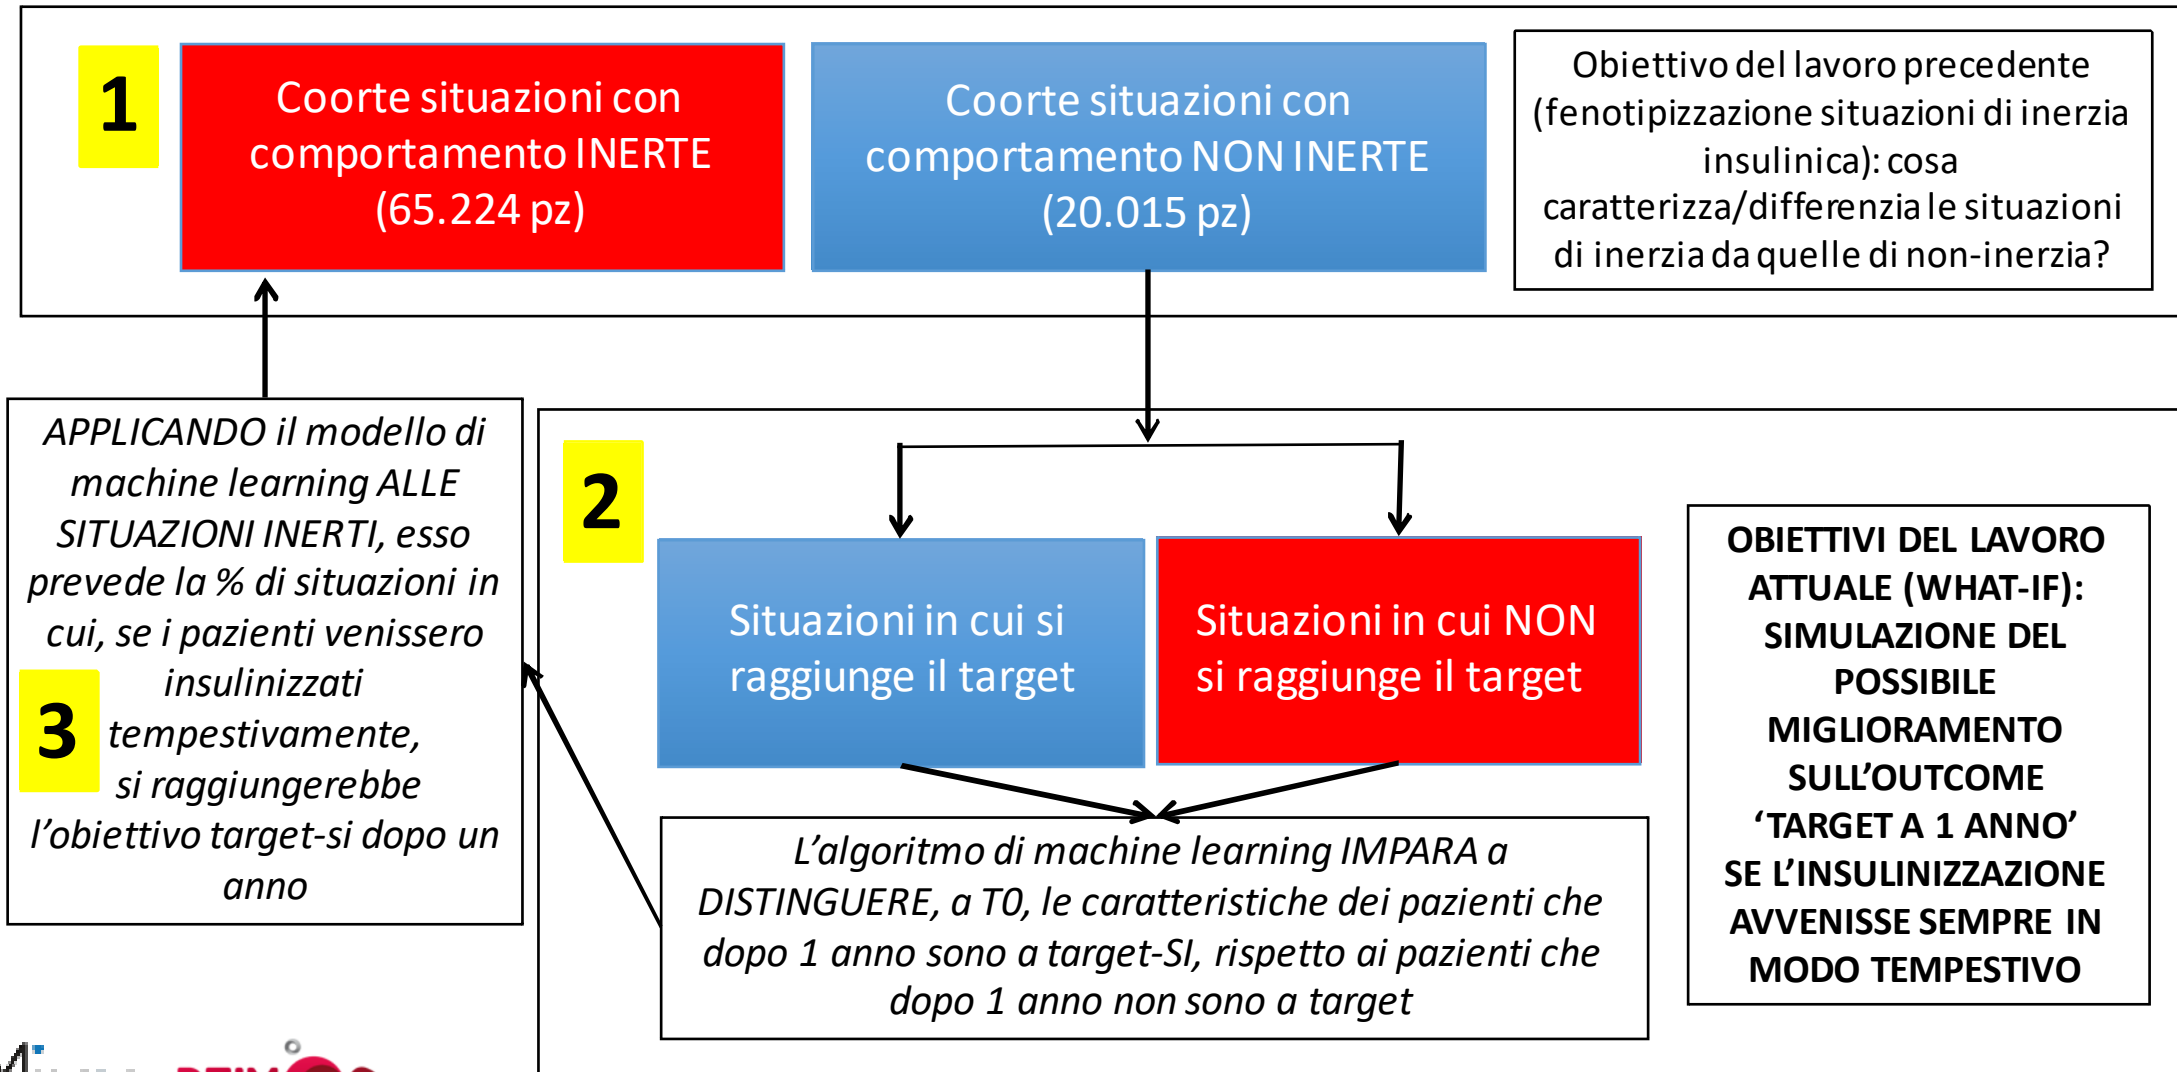 1
Coorte situazioni con
comportamento INERTE
(65.224 pz)
Coorte situazioni con
comportamento NON INERTE
(20.015 pz)
Obiettivo del lavoro precedente
(fenotipizzazione situazioni di inerzia
insulinica): cosa
caratterizza/differenzia le situazioni
di inerzia da quelle di non-inerzia?
APPLICANDO il modello di
machine learning ALLE
SITUAZIONI INERTI, esso
prevede la % di situazioni in
cui, se i pazienti venissero
insulinizzati
tempestivamente,
si raggiungerebbe
l'obiettivo target-si dopo un
anno
3
2
Situazioni in cui si
raggiunge il target
Situazioni in cui NON
si raggiunge il target
L'algoritmo di machine learning IMPARA a
DISTINGUERE, a T0, le caratteristiche dei pazienti che
dopo 1 anno sono a target-SI, rispetto ai pazienti che
dopo 1 anno non sono a target
OBIETTIVI DEL LAVORO
ATTUALE (WHAT-IF):
SIMULAZIONE DEL
POSSIBILE
MIGLIORAMENTO
SULL'OUTCOME
'TARGET A 1 ANNO'
SE L'INSULINIZZAZIONE
AVVENISSE SEMPRE IN
MODO TEMPESTIVO